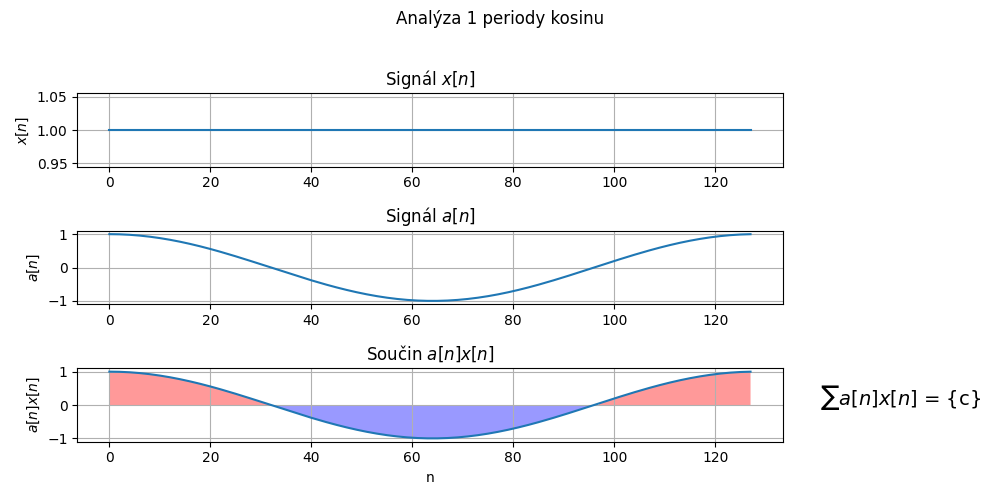 Analýza 1 periody kosinu
Signál x[n]
x[n]
1.05
1.00
0.95
0 20 40 60 80 100 120
Signál a[n]
a[n]
1
0
−1
0 20 40 60 80 100 120
Součin a[n]x[n]
a[n]x[n]
1
0
−1
0 20 40 60 80 100 120
n
∑a[n]x[n] = {c}